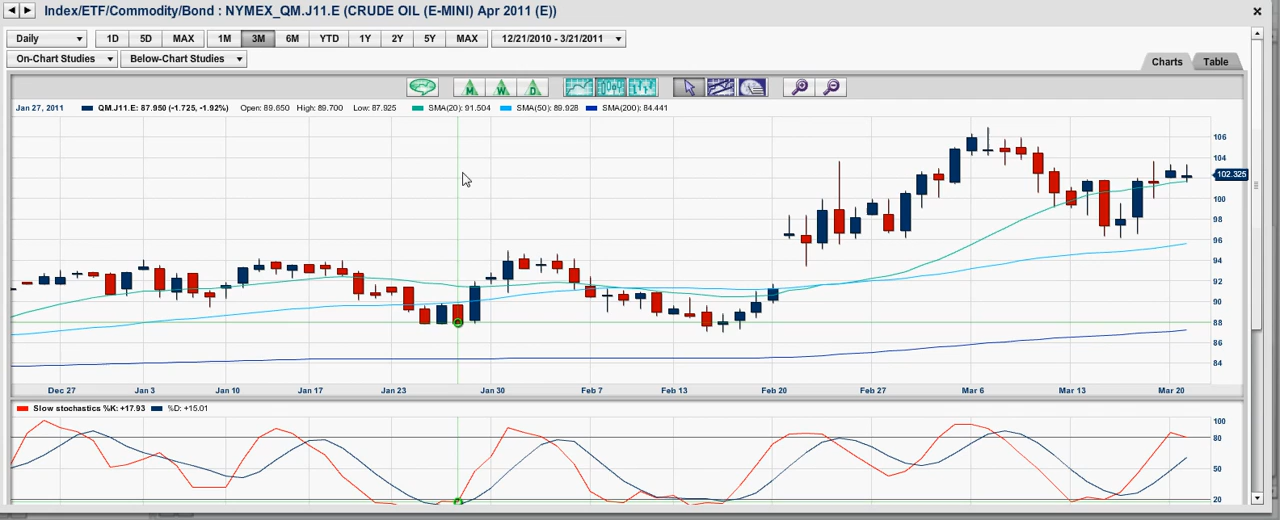 Index/ETF/Commodity/Bond : NYMEX_QM.J11.E (CRUDE OIL (E-MINI) Apr 2011 (E))
Daily 1D 5D MAX 1M 3M 6M YTD 1Y 2Y 5Y MAX 12/21/2010 - 3/21/2011
On-Chart Studies Below-Chart Studies Charts Table
M W D
Jan 27, 2011 QM.J11.E: 87.950 (-1.725, -1.92%) Open: 89.650 High: 89.700 Low: 87.925 SMA(20): 91.504 SMA(50): 89.928 SMA(200): 84.441
106
104
102.325
100
98
96
94
92
90
88
86
84
Dec 27 Jan 3 Jan 10 Jan 17 Jan 23 Jan 30 Feb 7 Feb 13 Feb 20 Feb 27 Mar 6 Mar 13 Mar 20
Slow stochastics %K: +17.93 %D: +15.01
100
80
50
20